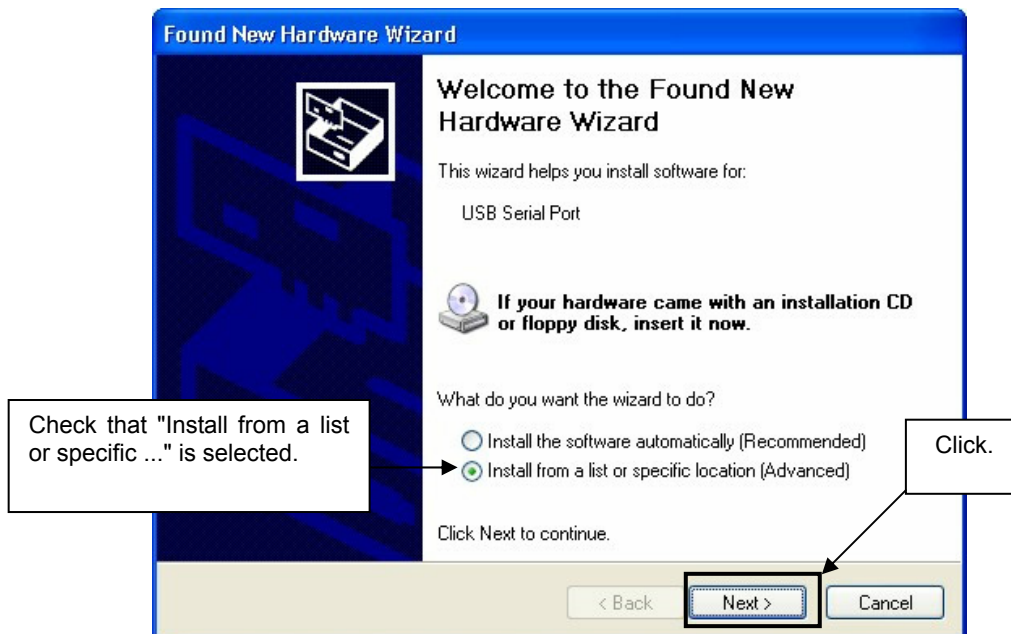 Found New Hardware Wizard
Welcome to the Found New
Hardware Wizard
This wizard helps you install software for:
USB Serial Port
If your hardware came with an installation CD
or floppy disk, insert it now.
What do you want the wizard to do?
Check that "Install from a list
or specific ..." is selected.
Install the software automatically (Recommended)
Install from a list or specific location (Advanced)
Click.
Click Next to continue.
< Back
Next >
Cancel